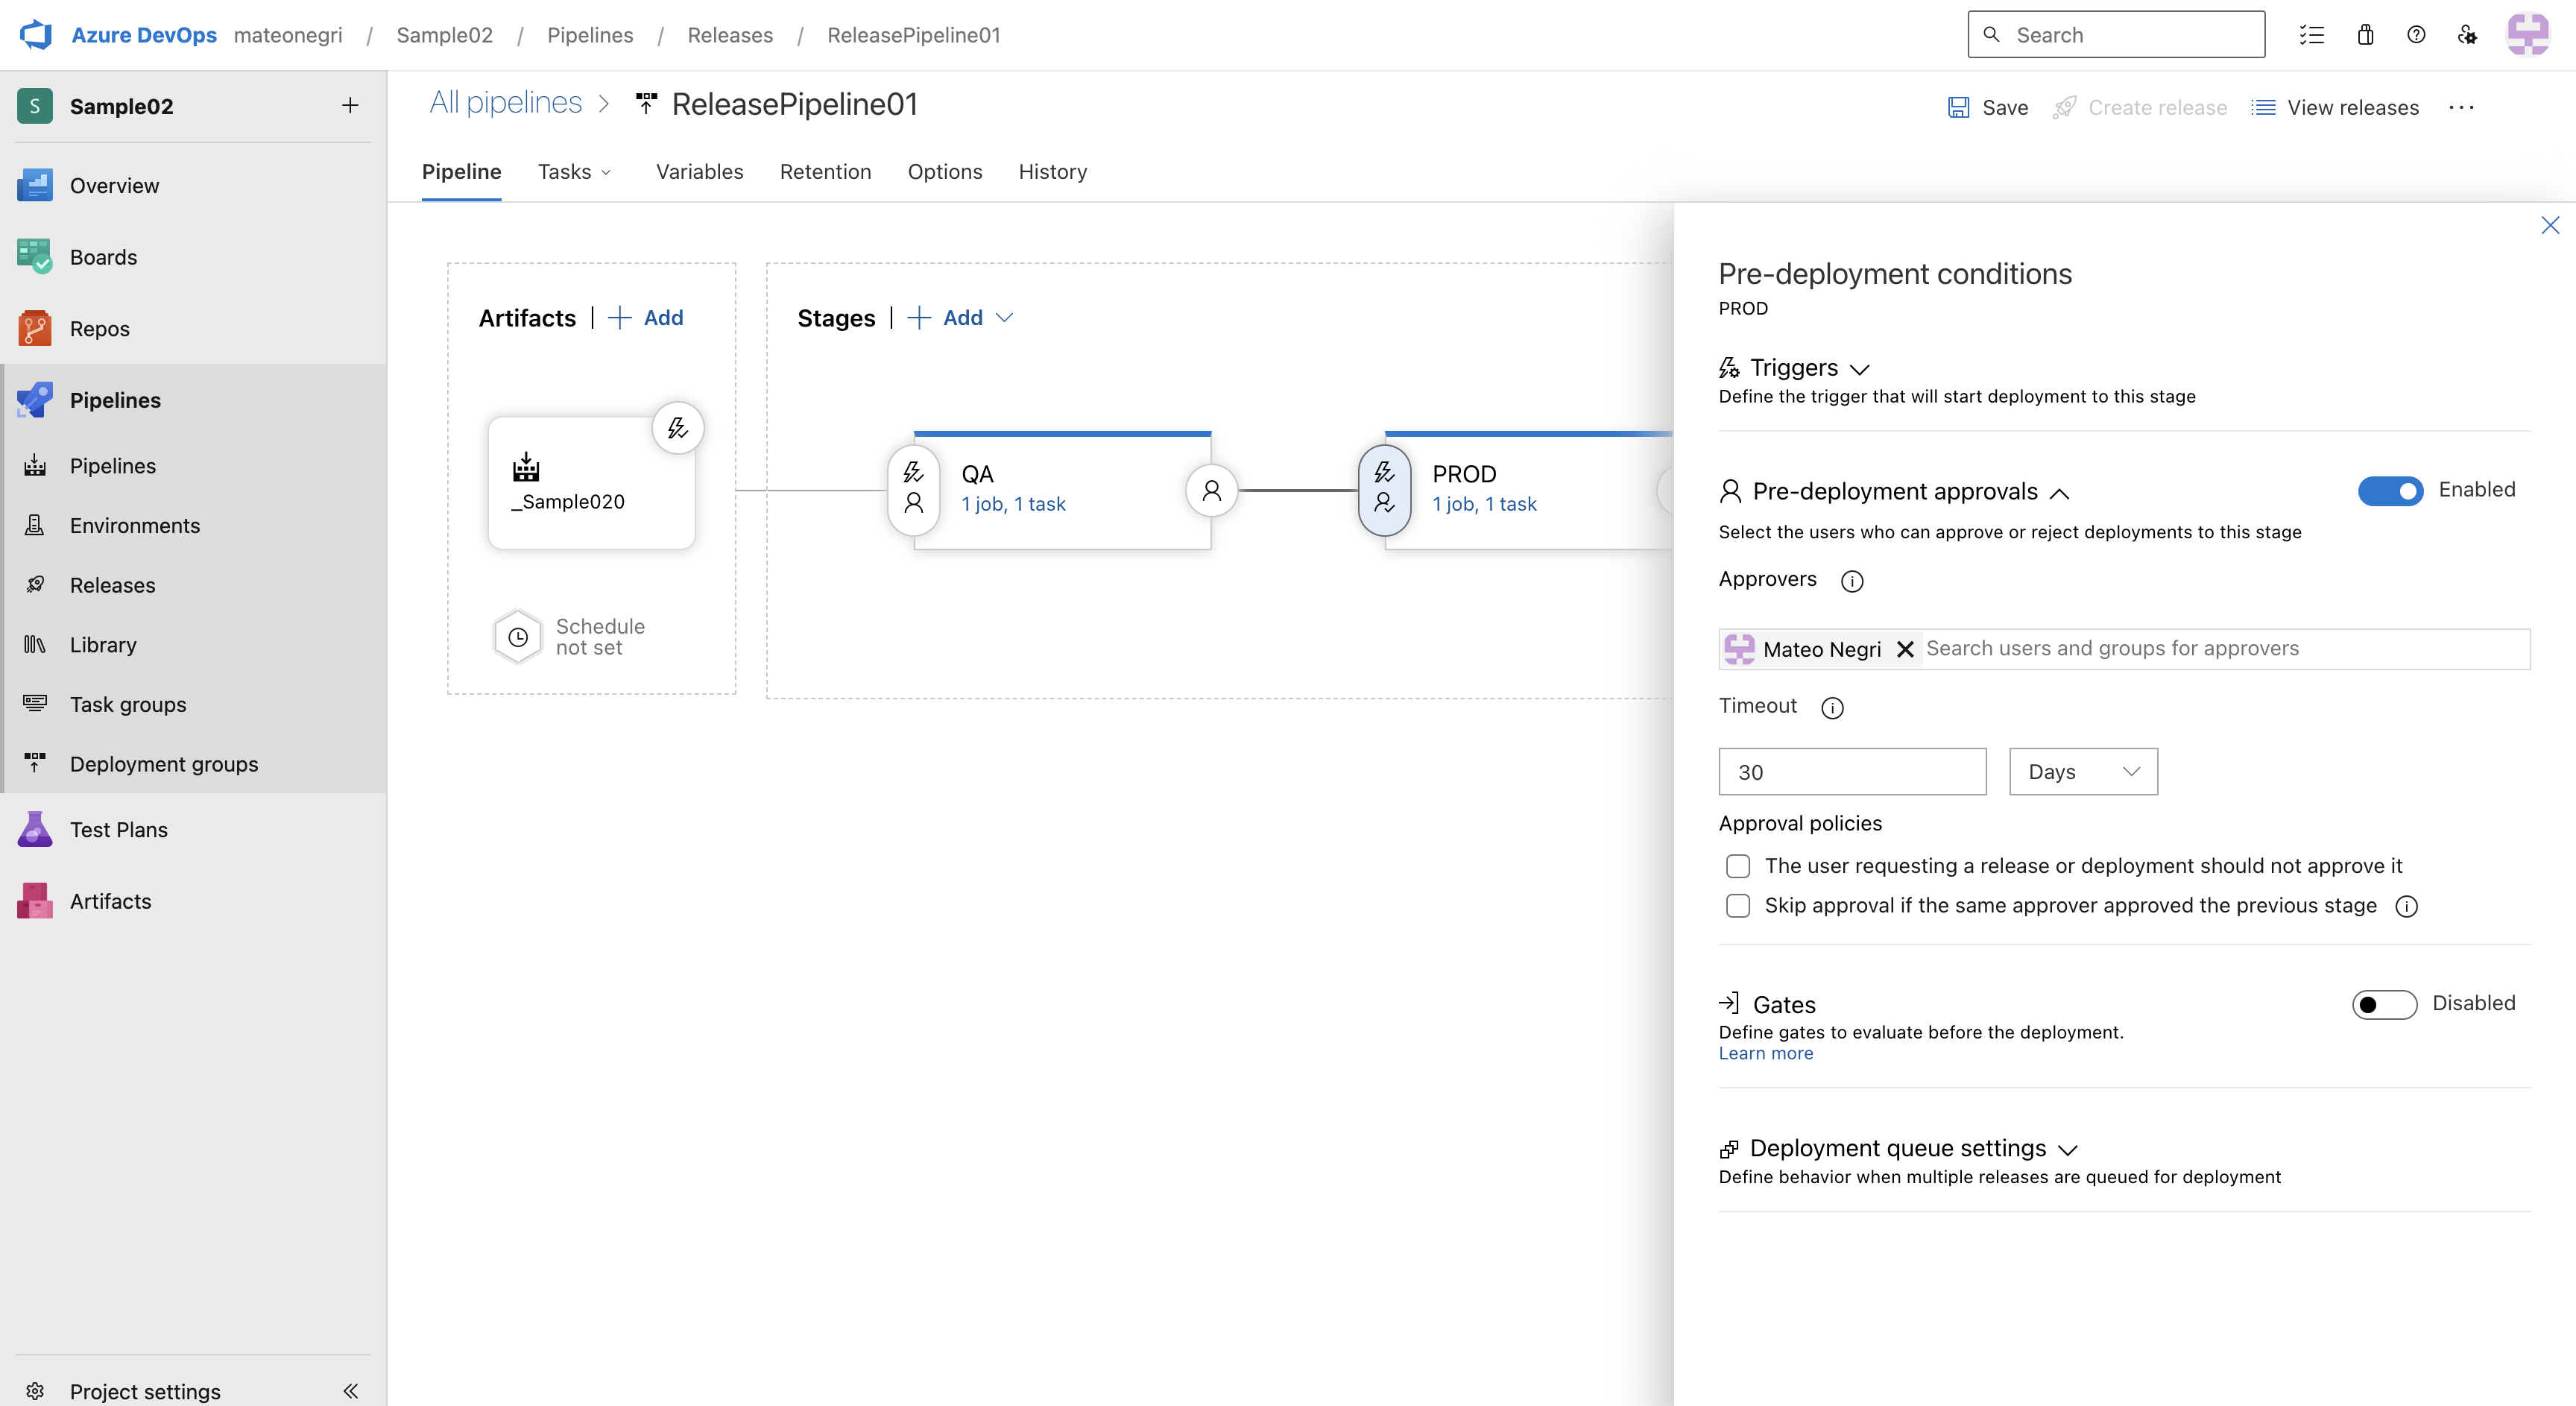 Azure DevOps mateonegri / Sample02 / Pipelines / Releases / ReleasePipeline01
Search
S Sample02
Overview
Boards
Repos
Pipelines
Pipelines
Environments
Releases
Library
Task groups
Deployment groups
Test Plans
Artifacts
Project settings
All pipelines > ReleasePipeline01
Save Create release View releases ...
Pipeline Tasks Variables Retention Options History
Artifacts | + Add
_Sample020
Schedule
not set
Stages | + Add
QA
1 job, 1 task
PROD
1 job, 1 task
Pre-deployment conditions
PROD
Triggers
Define the trigger that will start deployment to this stage
Pre-deployment approvals
Enabled
Select the users who can approve or reject deployments to this stage
Approvers
Mateo Negri Search users and groups for approvers
Timeout
30 Days
Approval policies
The user requesting a release or deployment should not approve it
Skip approval if the same approver approved the previous stage
Gates
Disabled
Define gates to evaluate before the deployment.
Learn more
Deployment queue settings
Define behavior when multiple releases are queued for deployment